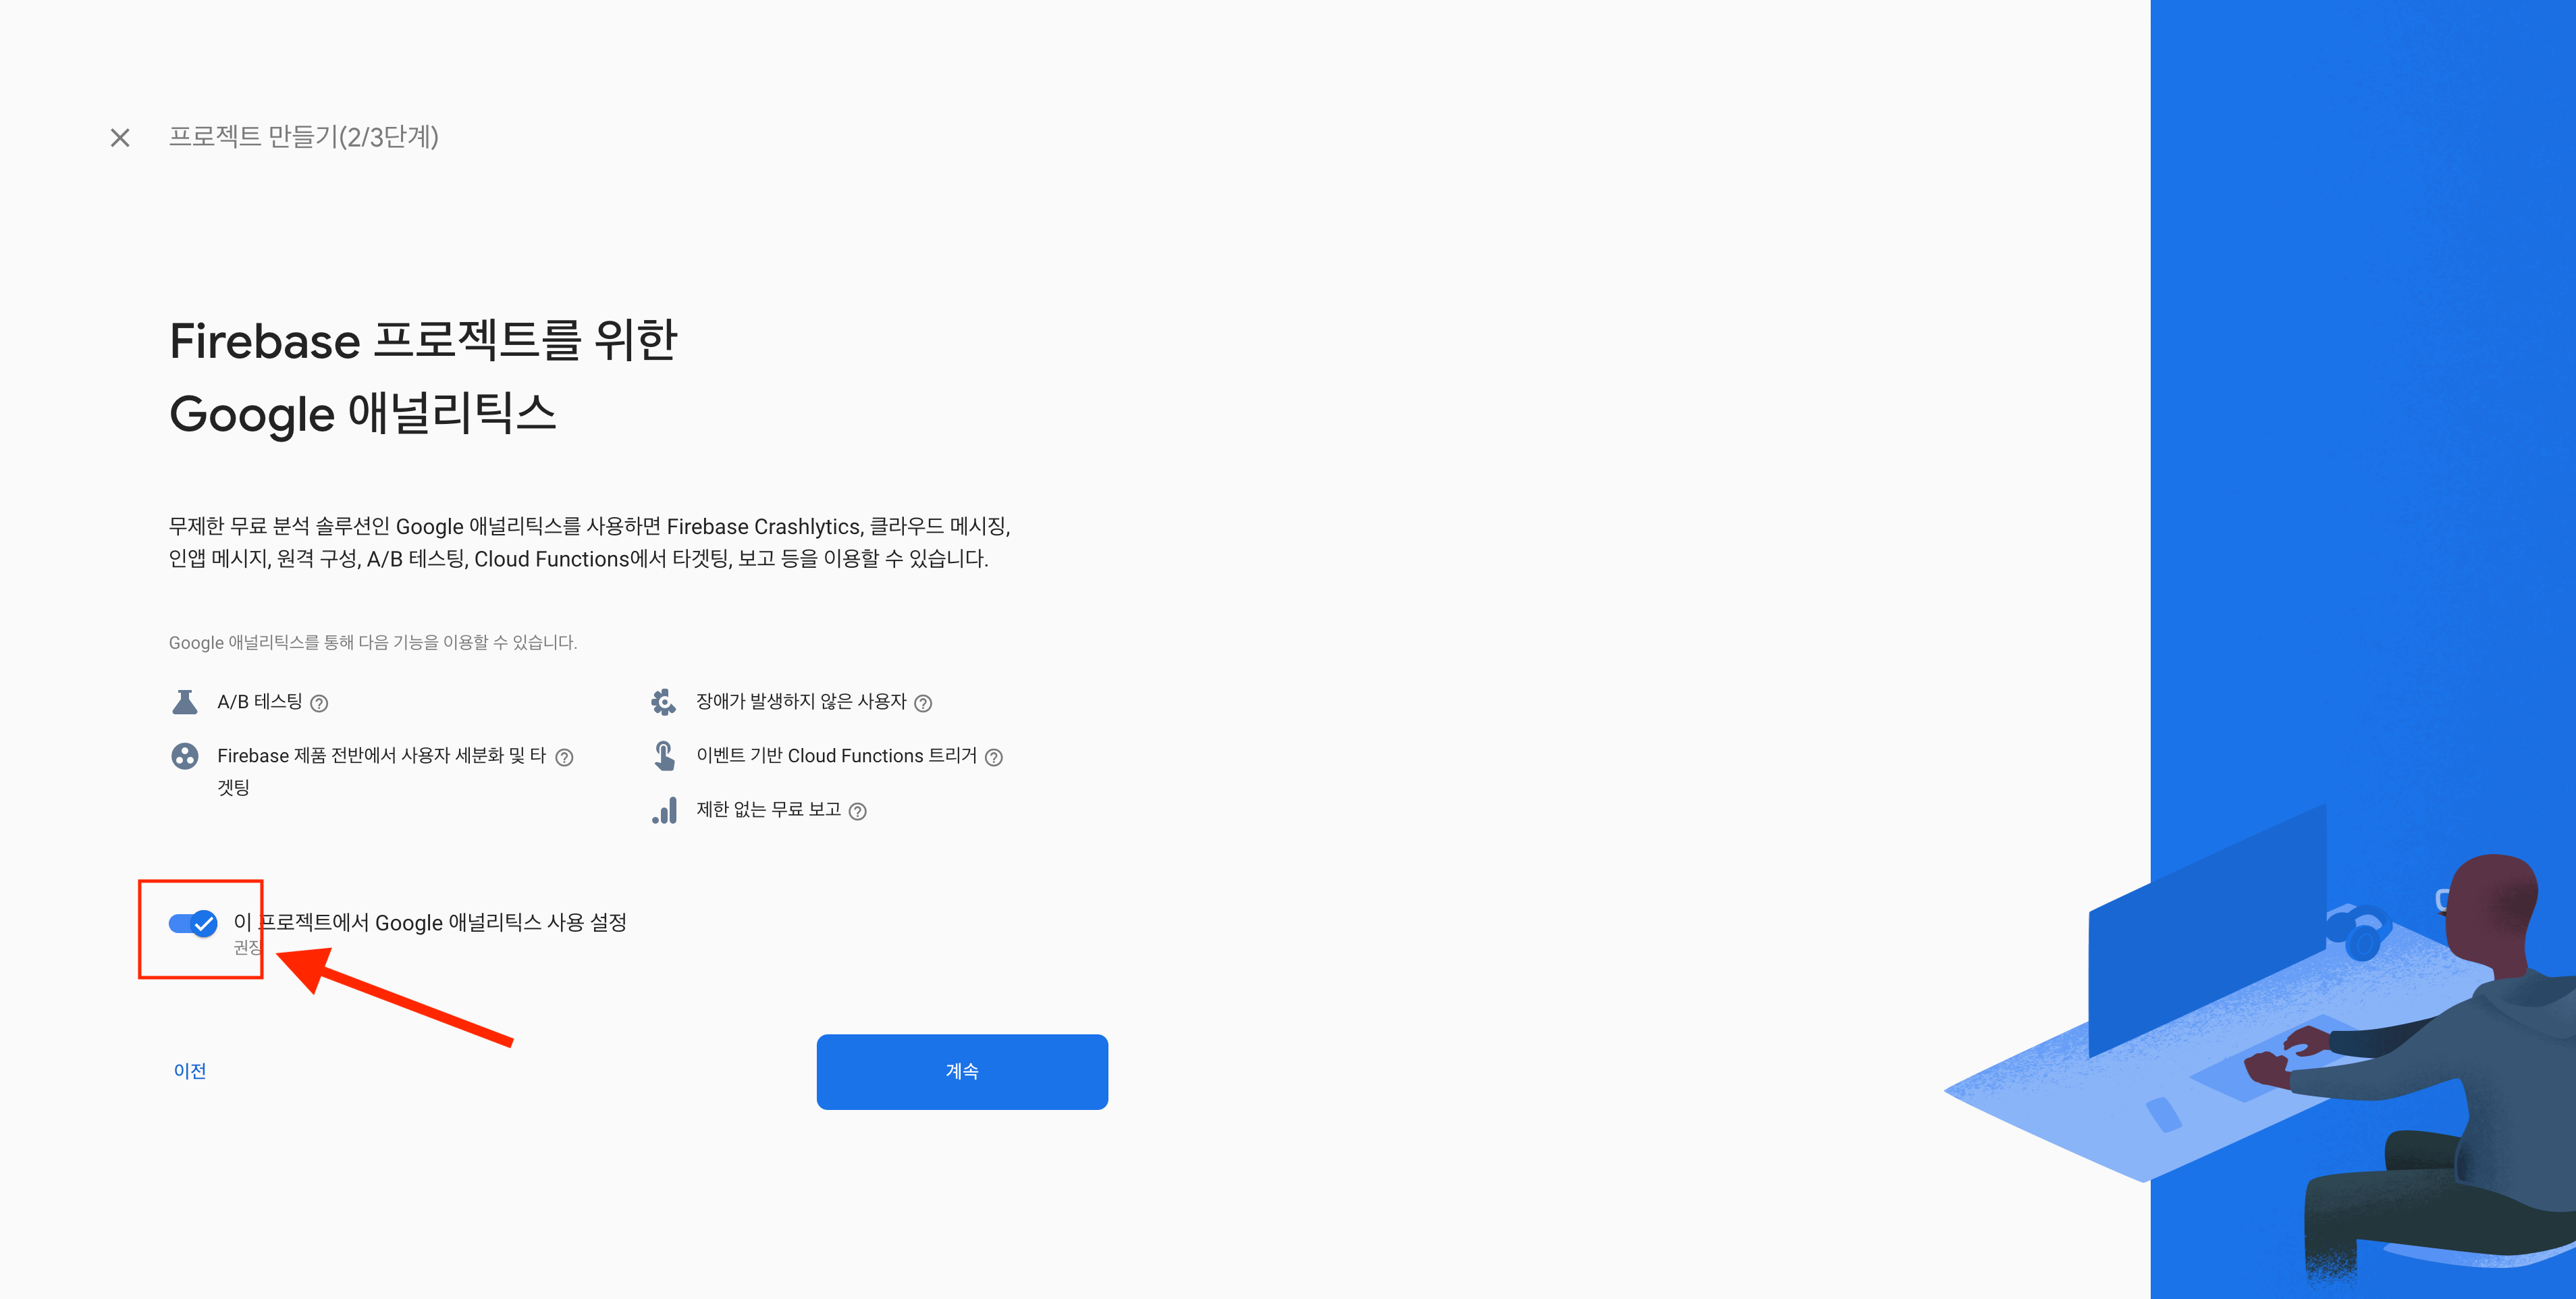 프로젝트 만들기(2/3단계)
Firebase 프로젝트를 위한
Google 애널리틱스
무제한 무료 분석 솔루션인 Google 애널리틱스를 사용하면 Firebase Crashlytics, 클라우드 메시징,
인앱 메시지, 원격 구성, A/B 테스팅, Cloud Functions에서 타겟팅, 보고 등을 이용할 수 있습니다.
Google 애널리틱스를 통해 다음 기능을 이용할 수 있습니다.
A/B 테스팅
Firebase 제품 전반에서 사용자 세분화 및 타
겟팅
장애가 발생하지 않은 사용자
이벤트 기반 Cloud Functions 트리거
제한 없는 무료 보고
이 프로젝트에서 Google 애널리틱스 사용 설정
권장
이전
계속